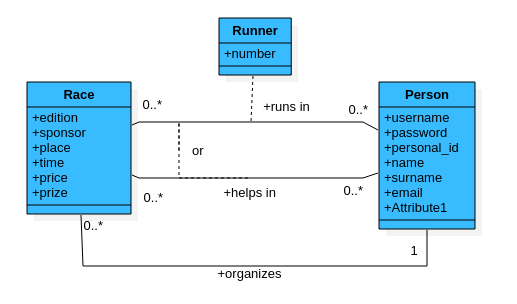 Runner
+number
Race
+edition
+sponsor
+place
+time
+price
+prize
0..*
+runs in
0..*
or
0..*
+helps in
0..*
Person
+username
+password
+personal_id
+name
+surname
+email
+Attribute1
0..*
1
+organizes